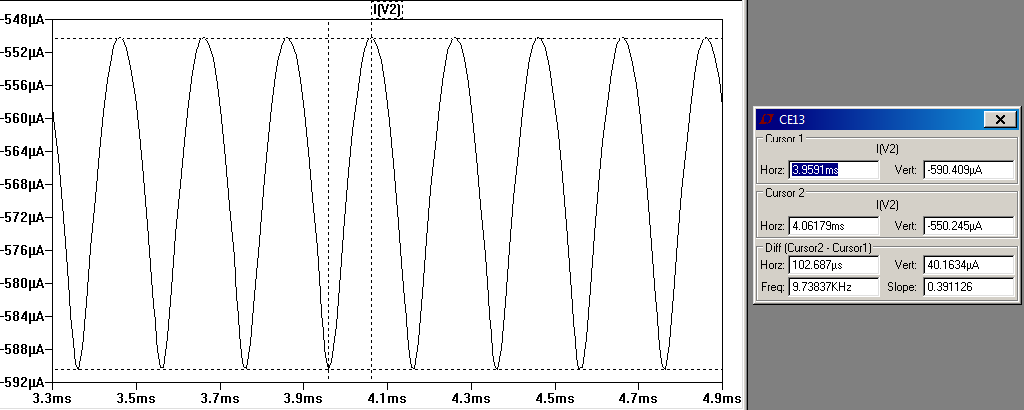 I(V2)
-548µA
-552µA
-556µA
-560µA
-564µA
-568µA
-572µA
-576µA
-580µA
-584µA
-588µA
-592µA
3.3ms 3.5ms 3.7ms 3.9ms 4.1ms 4.3ms 4.5ms 4.7ms 4.9ms
CE13
Cursor 1
I(V2)
Horz: 3.9591ms Vert: -590.409µA
Cursor 2
I(V2)
Horz: 4.06179ms Vert: -550.245µA
Diff (Cursor2 - Cursor1)
Horz: 102.687µs Vert: 40.1634µA
Freq: 9.73837KHz Slope: 0.391126